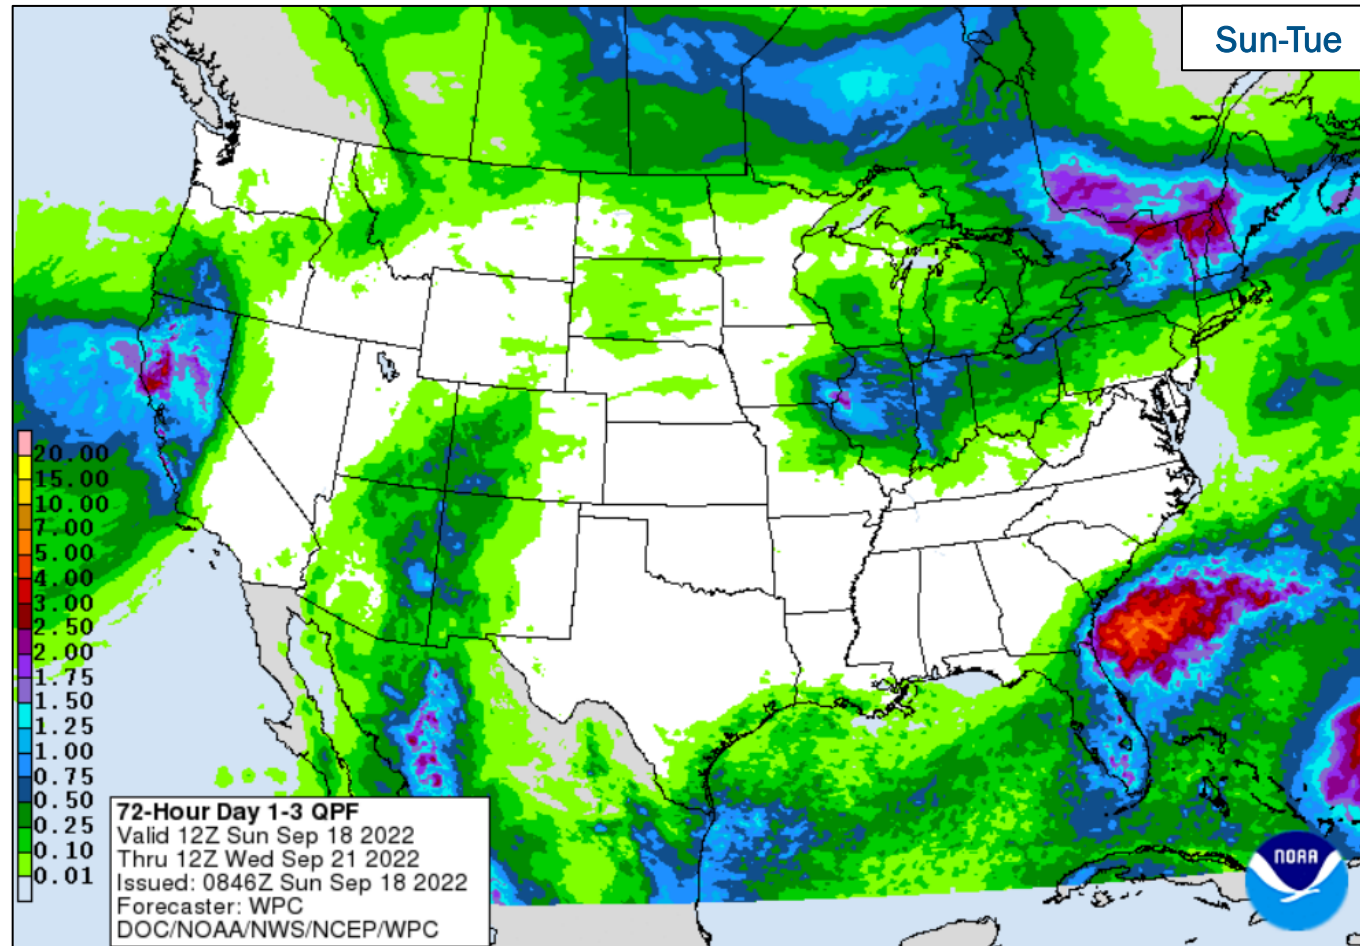 Sun-Tue
20.00
15.00
10.00
7.00
5.00
4.00
3.00
2.50
2.00
1.75
1.50
1.25
1.00
0.75
0.50
0.25
0.10
0.01
72-Hour Day 1-3 QPF
Valid 12Z Sun Sep 18 2022
Thru 12Z Wed Sep 21 2022
Issued: 0846Z Sun Sep 18 2022
Forecaster: WPC
DOC/NOAA/NWS/NCEP/WPC
NOAA